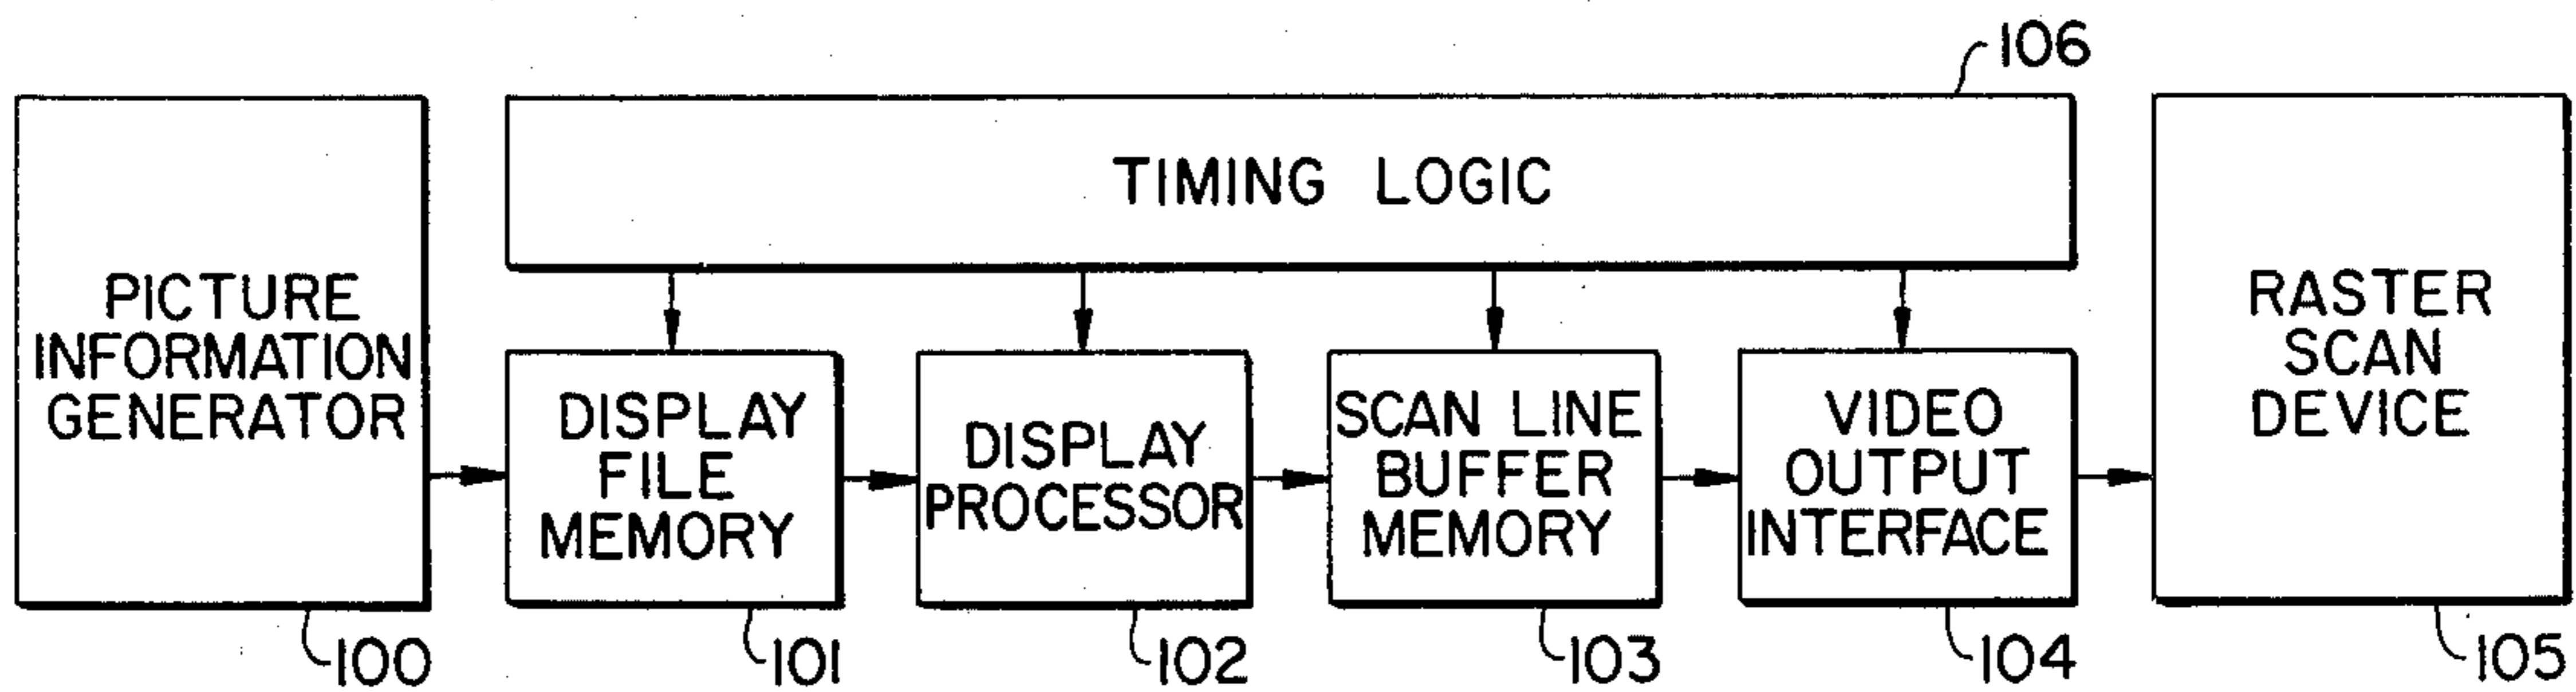 106
TIMING LOGIC
PICTURE
INFORMATION
GENERATOR
DISPLAY
FILE
MEMORY
DISPLAY
PROCESSOR
SCAN LINE
BUFFER
MEMORY
VIDEO
OUTPUT
INTERFACE
RASTER
SCAN
DEVICE
100
101
102
103
104
105